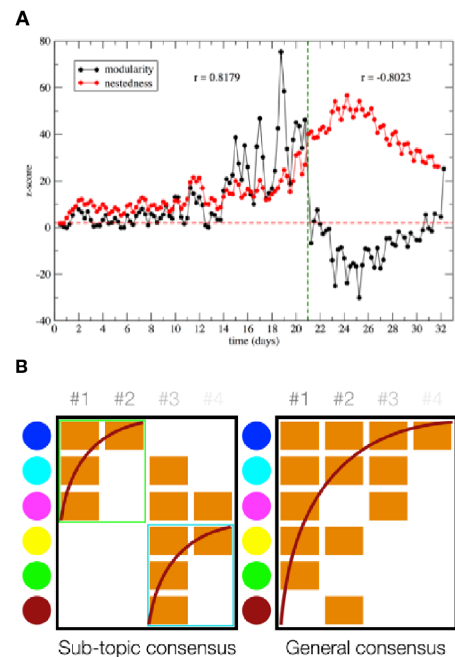 A
80
60
40
20
0
-20
-40
z-score
modularity
nestedness
r = 0.8179
r = -0.8023
0 2 4 6 8 10 12 14 16 18 20 22 24 26 28 30 32
time (days)
B
#1 #2 #3 #4 #1 #2 #3 #4
Sub-topic consensus General consensus